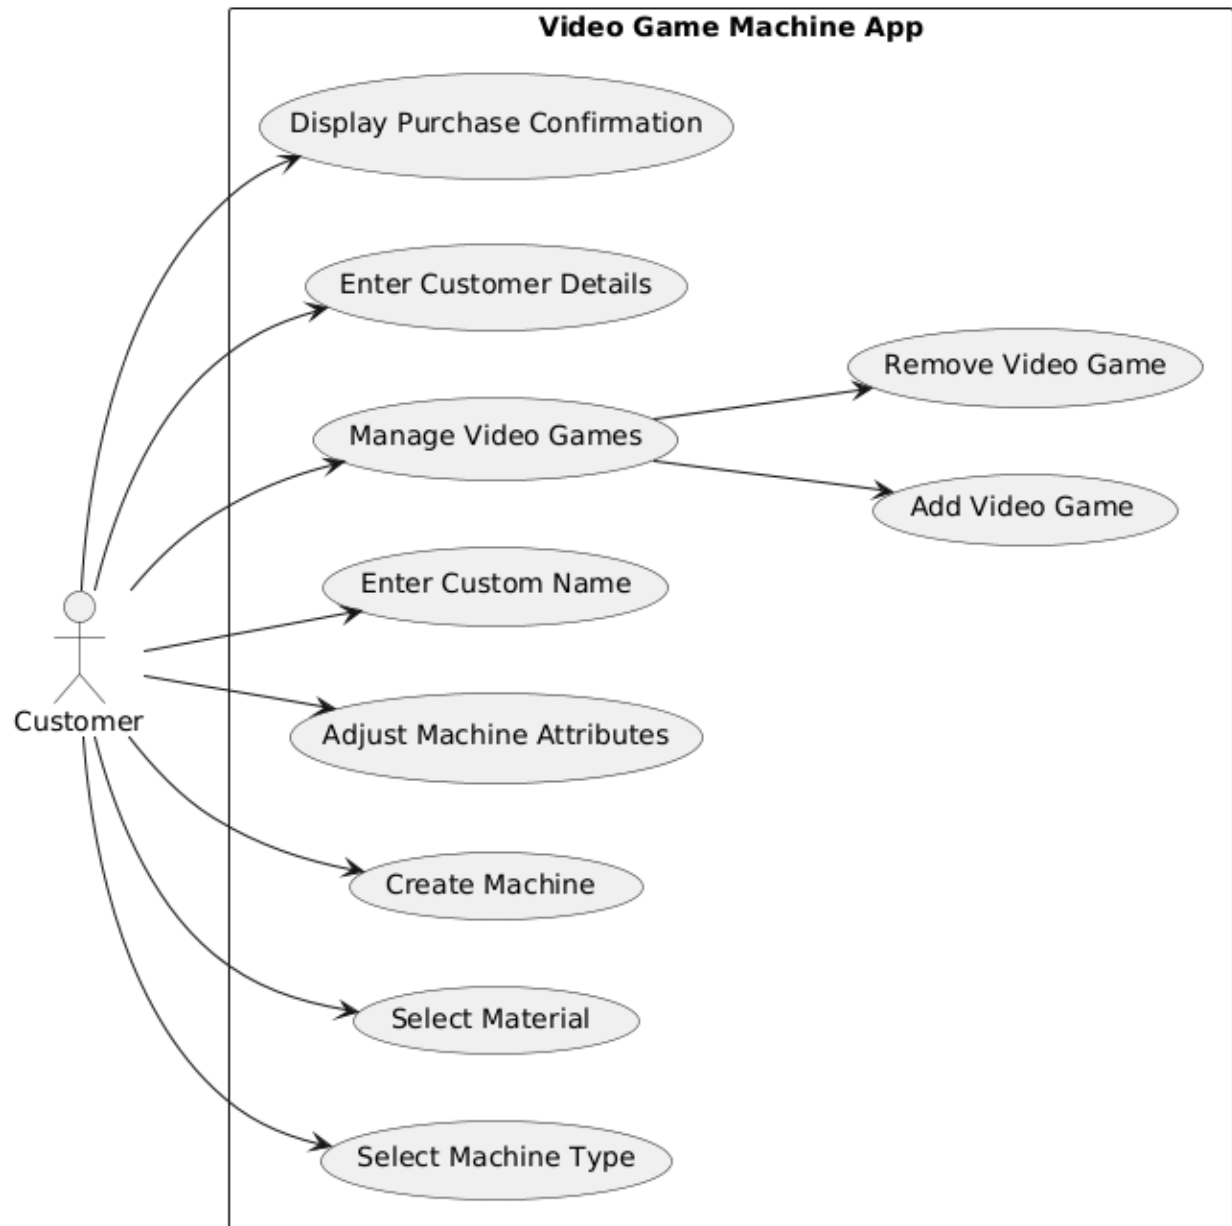 Video Game Machine App
Display Purchase Confirmation
Enter Customer Details
Remove Video Game
Manage Video Games
Add Video Game
Enter Custom Name
Customer
Adjust Machine Attributes
Create Machine
Select Material
Select Machine Type